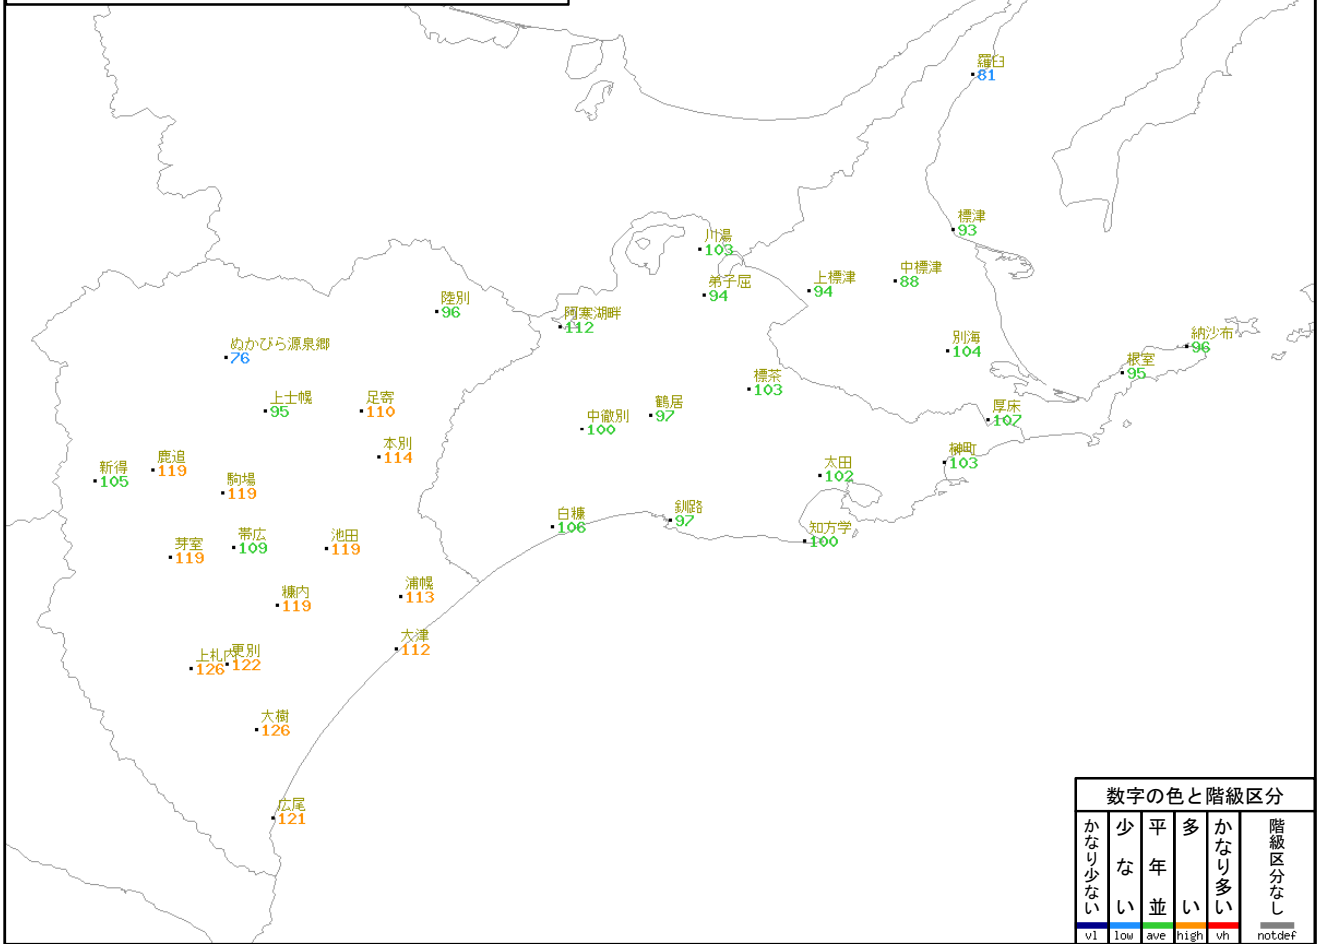 羅臼
81
標津
93
川湯
103
中標津
88
上標津
94
弟子屈
94
陸別
96
阿寒湖畔
112
納沙布
96
ぬかびら源泉郷
76
別海
104
根室
95
標茶
103
上士幌
95
足寄
110
鶴居
97
厚床
107
中徹別
100
本別
114
榊町
103
鹿追
119
新得
105
太田
102
駒場
119
白糠
106
釧路
97
知方学
100
帯広
109
池田
119
芽室
119
浦幌
113
糠内
119
大津
112
更別
122
上札内
126
大樹
126
広尾
121
数字の色と階級区分
かなり少ない
少ない
平年並
多い
かなり多い
階級区分なし
vl low ave high vh notdef